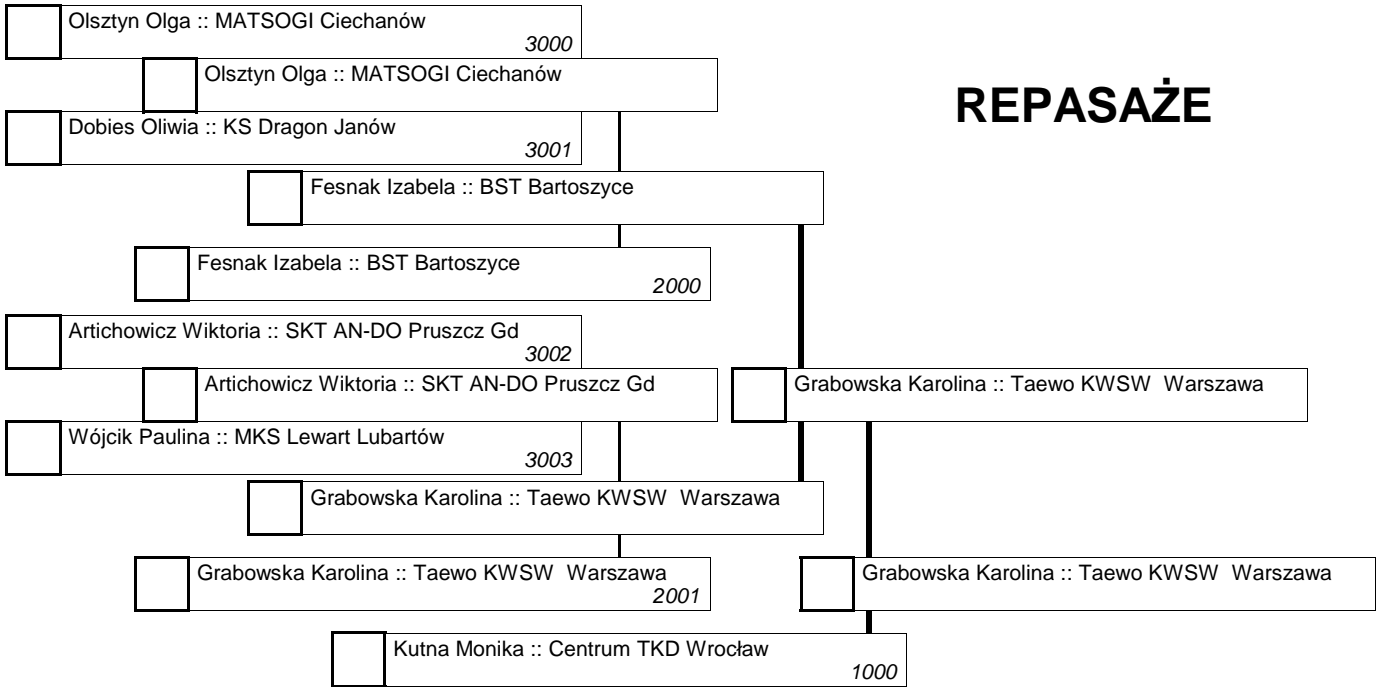 Olsztyn Olga :: MATSOGI Ciechanów
3000
Olsztyn Olga :: MATSOGI Ciechanów
REPASAŻE
Dobies Oliwia :: KS Dragon Janów
3001
Fesnak Izabela :: BST Bartoszyce
Fesnak Izabela :: BST Bartoszyce
2000
Artichowicz Wiktoria :: SKT AN-DO Pruszcz Gd
3002
Artichowicz Wiktoria :: SKT AN-DO Pruszcz Gd
Grabowska Karolina :: Taewo KWSW  Warszawa
Wójcik Paulina :: MKS Lewart Lubartów
3003
Grabowska Karolina :: Taewo KWSW  Warszawa
Grabowska Karolina :: Taewo KWSW  Warszawa
2001
Grabowska Karolina :: Taewo KWSW  Warszawa
Kutna Monika :: Centrum TKD Wrocław
1000